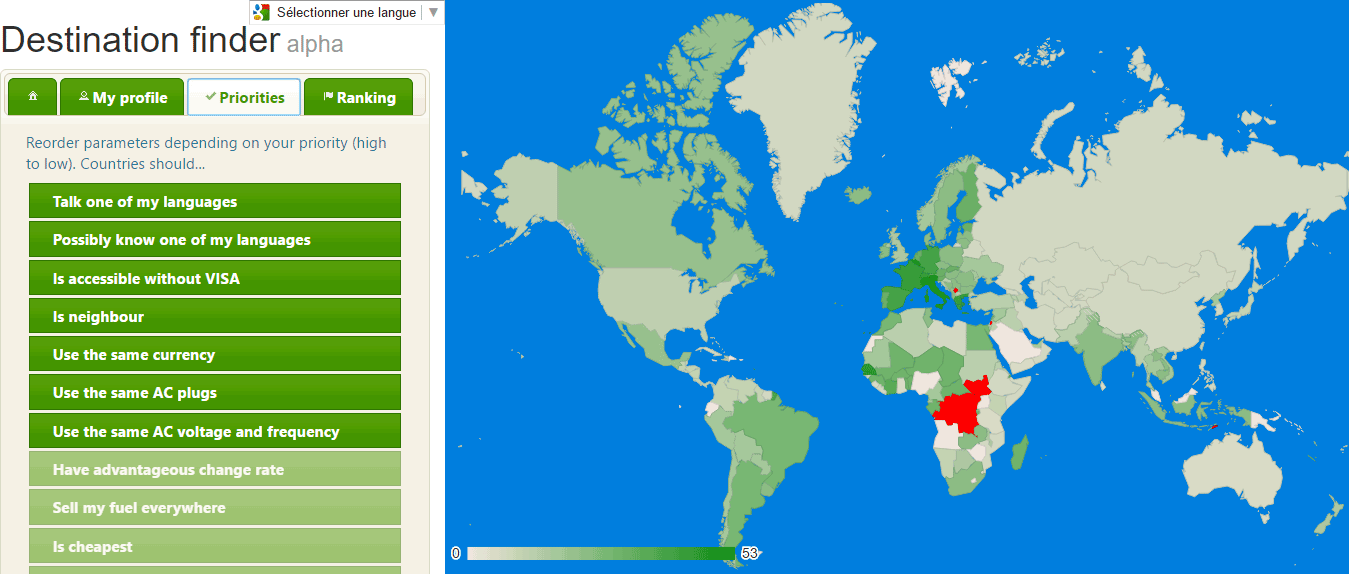 Sélectionner une langue
Destination finder alpha
My profile
Priorities
Ranking
Reorder parameters depending on your priority (high
to low). Countries should...
Talk one of my languages
Possibly know one of my languages
Is accessible without VISA
Is neighbour
Use the same currency
Use the same AC plugs
Use the same AC voltage and frequency
Have advantageous change rate
Sell my fuel everywhere
Is cheapest
0
53